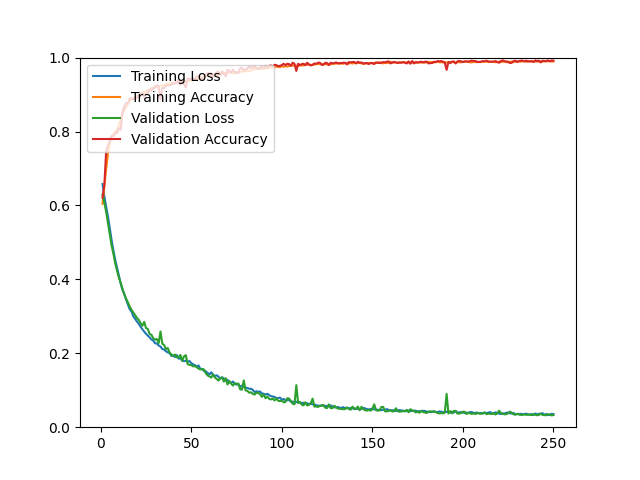 1.0
0.8
0.6
0.4
0.2
0.0
Training Loss
Training Accuracy
Validation Loss
Validation Accuracy
0 50 100 150 200 250